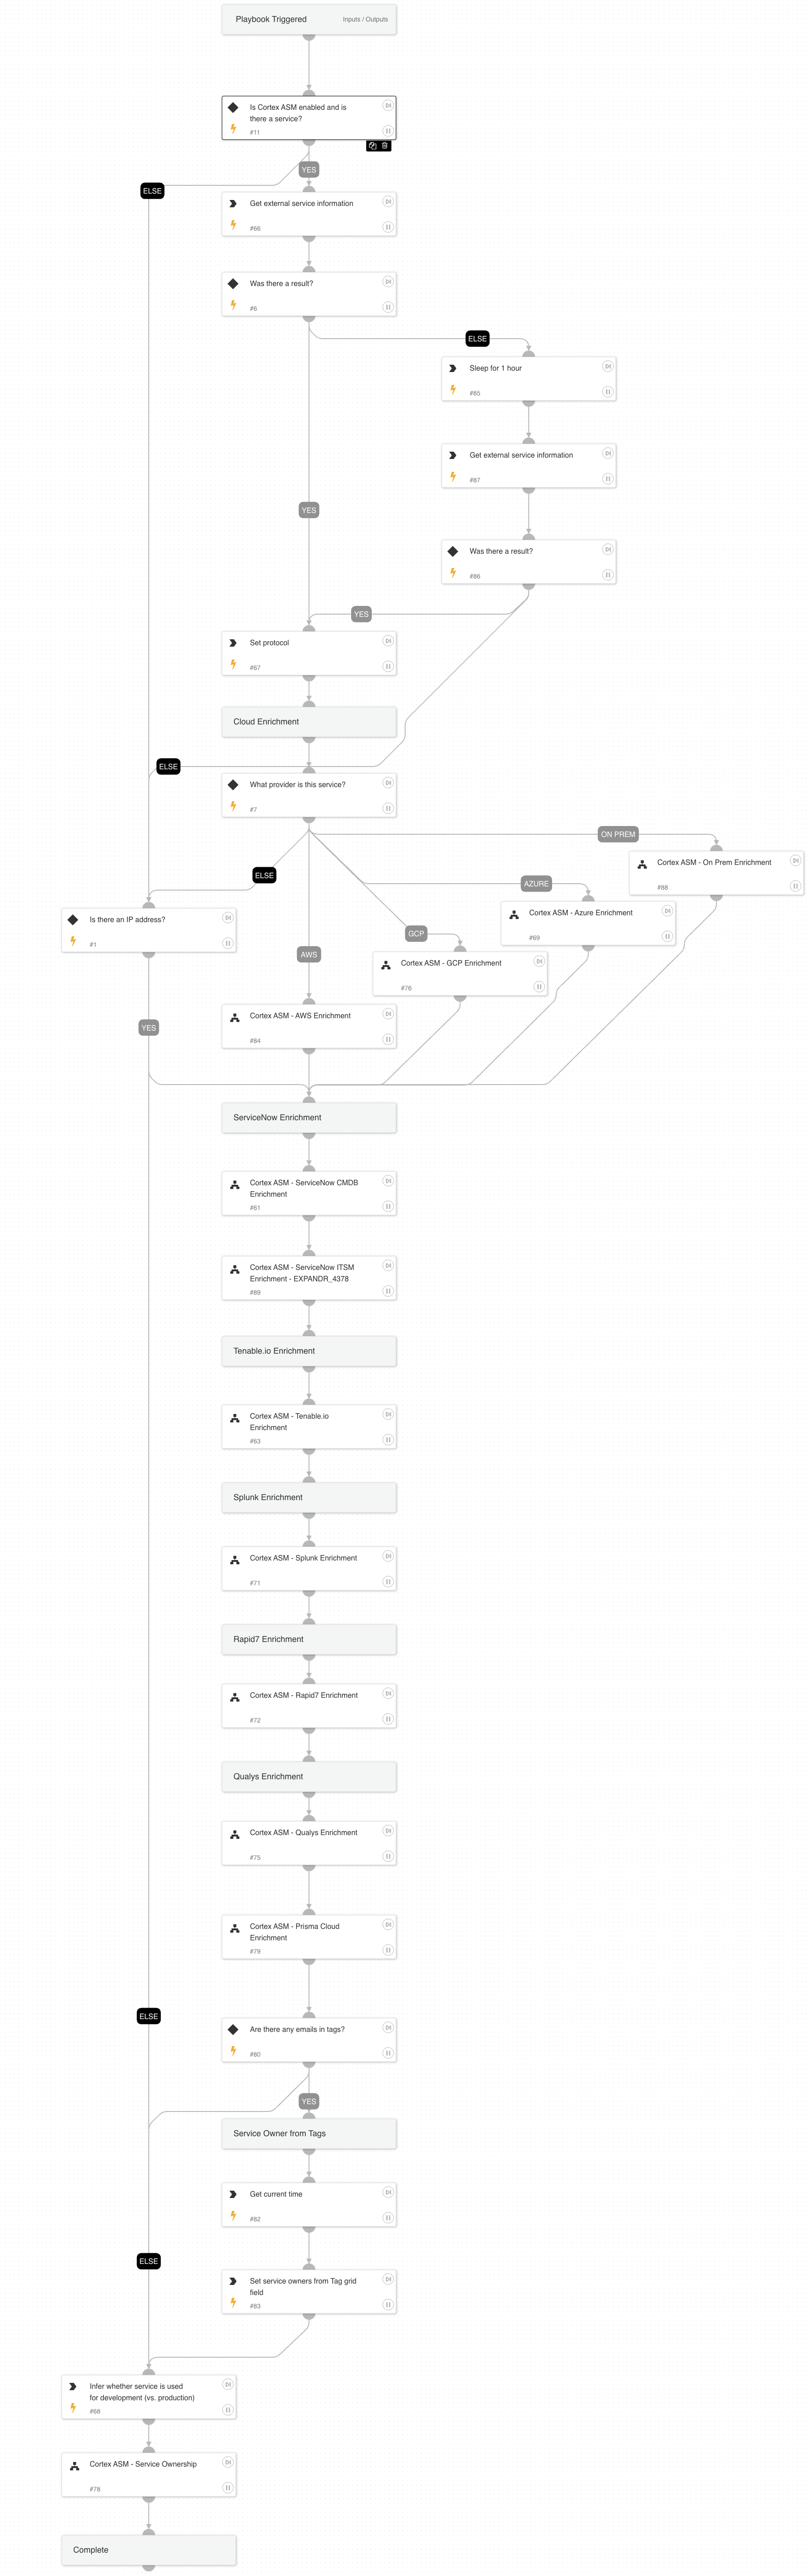 Playbook Triggered
Inputs / Outputs
Is Cortex ASM enabled and is
there a service?
#11
YES
ELSE
Get external service information
#66
Was there a result?
#6
ELSE
Sleep for 1 hour
#85
Get external service information
#87
YES
Was there a result?
#86
YES
Set protocol
#67
Cloud Enrichment
ELSE
What provider is this service?
#7
ON PREM
Cortex ASM - On Prem Enrichment
#88
ELSE
AZURE
Cortex ASM - Azure Enrichment
#69
Is there an IP address?
#1
GCP
AWS
Cortex ASM - GCP Enrichment
#76
Cortex ASM - AWS Enrichment
#84
YES
ServiceNow Enrichment
Cortex ASM - ServiceNow CMDB
Enrichment
#61
Cortex ASM - ServiceNow ITSM
Enrichment - EXPANDR_4378
#89
Tenable.io Enrichment
Cortex ASM - Tenable.io
Enrichment
#63
Splunk Enrichment
Cortex ASM - Splunk Enrichment
#71
Rapid7 Enrichment
Cortex ASM - Rapid7 Enrichment
#72
Qualys Enrichment
Cortex ASM - Qualys Enrichment
#75
Cortex ASM - Prisma Cloud
Enrichment
#79
ELSE
Are there any emails in tags?
#80
YES
Service Owner from Tags
Get current time
#82
ELSE
Set service owners from Tag grid
field
#83
Infer whether service is used
for development (vs. production)
#68
Cortex ASM - Service Ownership
#78
Complete